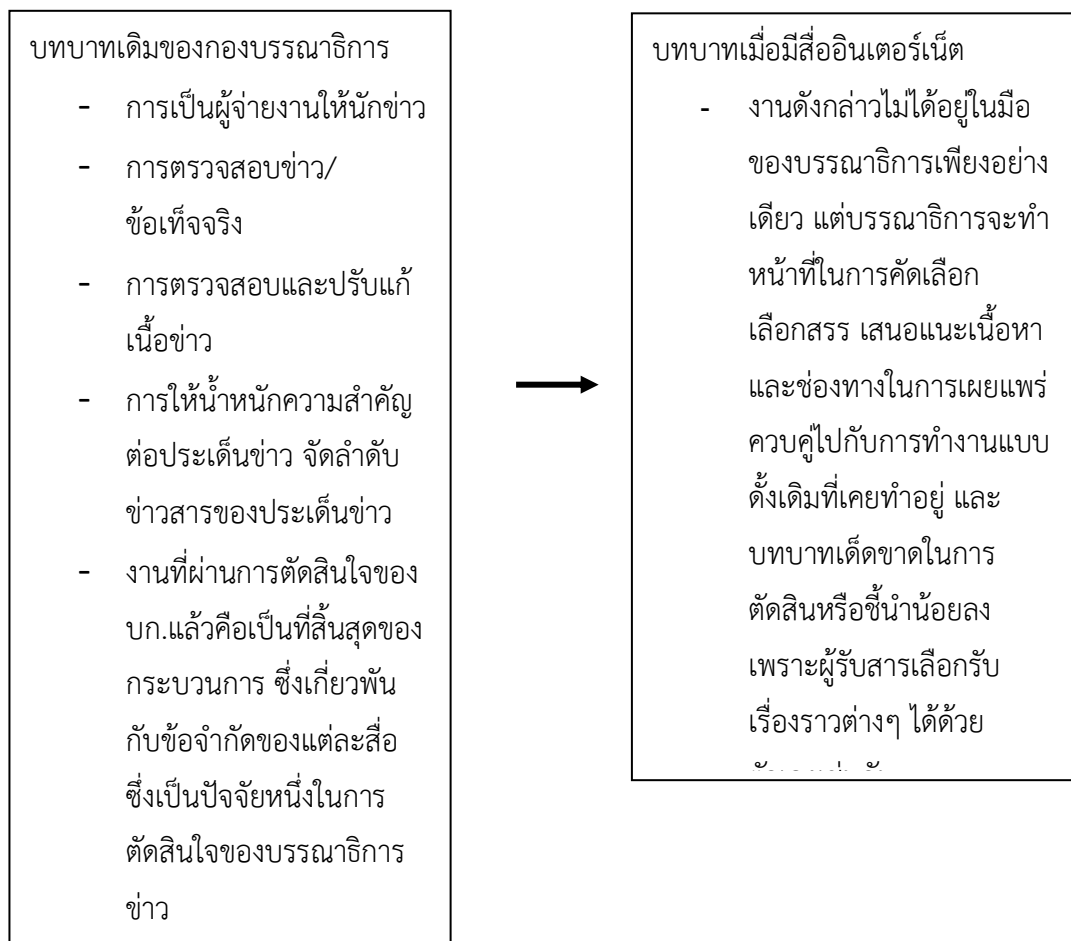 บทบาทเดิมของกองบรรณาธิการ
- การเป็นผู้จ่ายงานให้นักข่าว
- การตรวจสอบข่าว/
ข้อเท็จจริง
- การตรวจสอบและปรับแก้
เนื้อข่าว
- การให้น้ำหนักความสำคัญ
ต่อประเด็นข่าว จัดลำดับ
ข่าวสารของประเด็นข่าว
- งานที่ผ่านการตัดสินใจของ
บก.แล้วคือเป็นที่สิ้นสุดของ
กระบวนการ ซึ่งเกี่ยวพัน
กับข้อจำกัดของแต่ละสื่อ
ซึ่งเป็นปัจจัยหนึ่งในการ
ตัดสินใจของบรรณาธิการ
ข่าว
บทบาทเมื่อมีสื่ออินเตอร์เน็ต
- งานดังกล่าวไม่ได้อยู่ในมือ
ของบรรณาธิการเพียงอย่าง
เดียว แต่บรรณาธิการจะทำ
หน้าที่ในการคัดเลือก
เลือกสรร เสนอแนะเนื้อหา
และช่องทางในการเผยแพร่
ควบคู่ไปกับการทำงานแบบ
ดั้งเดิมที่เคยทำอยู่ และ
บทบาทเด็ดขาดในการ
ตัดสินหรือชี้นำน้อยลง
เพราะผู้รับสารเลือกรับ
เรื่องราวต่างๆ ได้ด้วย